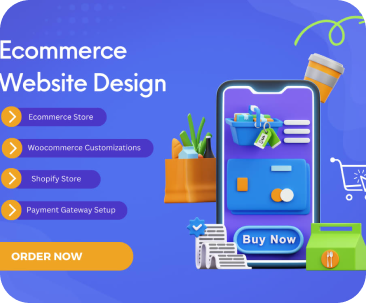 Ecommerce
Website Design
Ecommerce Store
Woocommerce Customizations
Shopify Store
Payment Gateway Setup
ORDER NOW
Buy Now